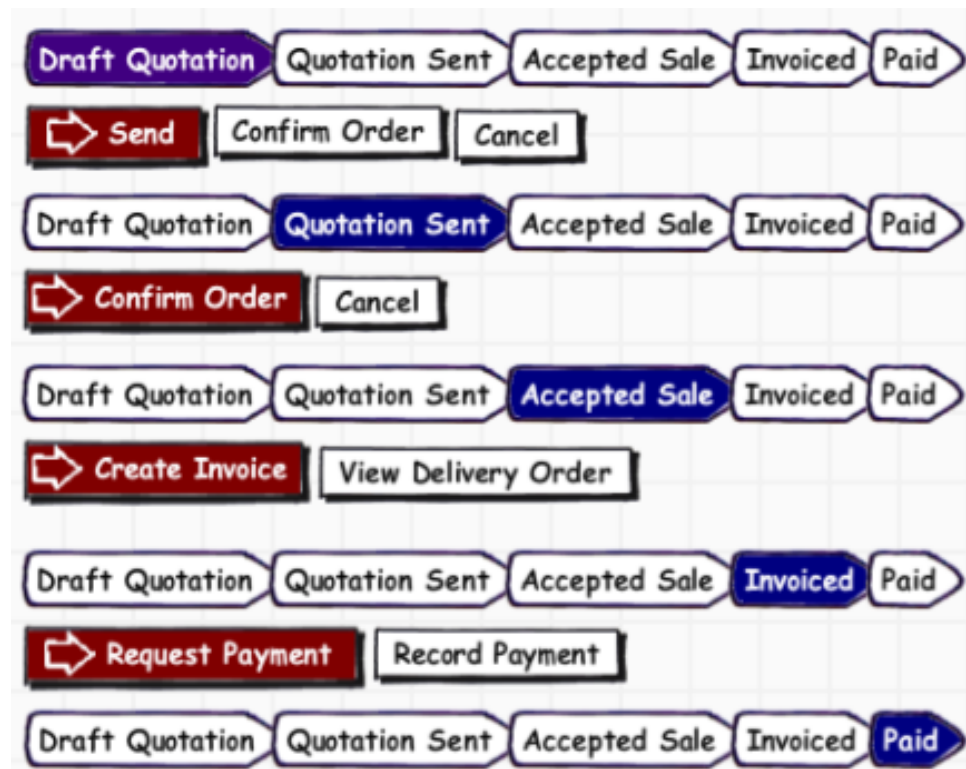 Draft Quotation Quotation Sent Accepted Sale Invoiced Paid
Send Confirm Order Cancel
Draft Quotation Quotation Sent Accepted Sale Invoiced Paid
Confirm Order Cancel
Draft Quotation Quotation Sent Accepted Sale Invoiced Paid
Create Invoice View Delivery Order
Draft Quotation Quotation Sent Accepted Sale Invoiced Paid
Request Payment Record Payment
Draft Quotation Quotation Sent Accepted Sale Invoiced Paid